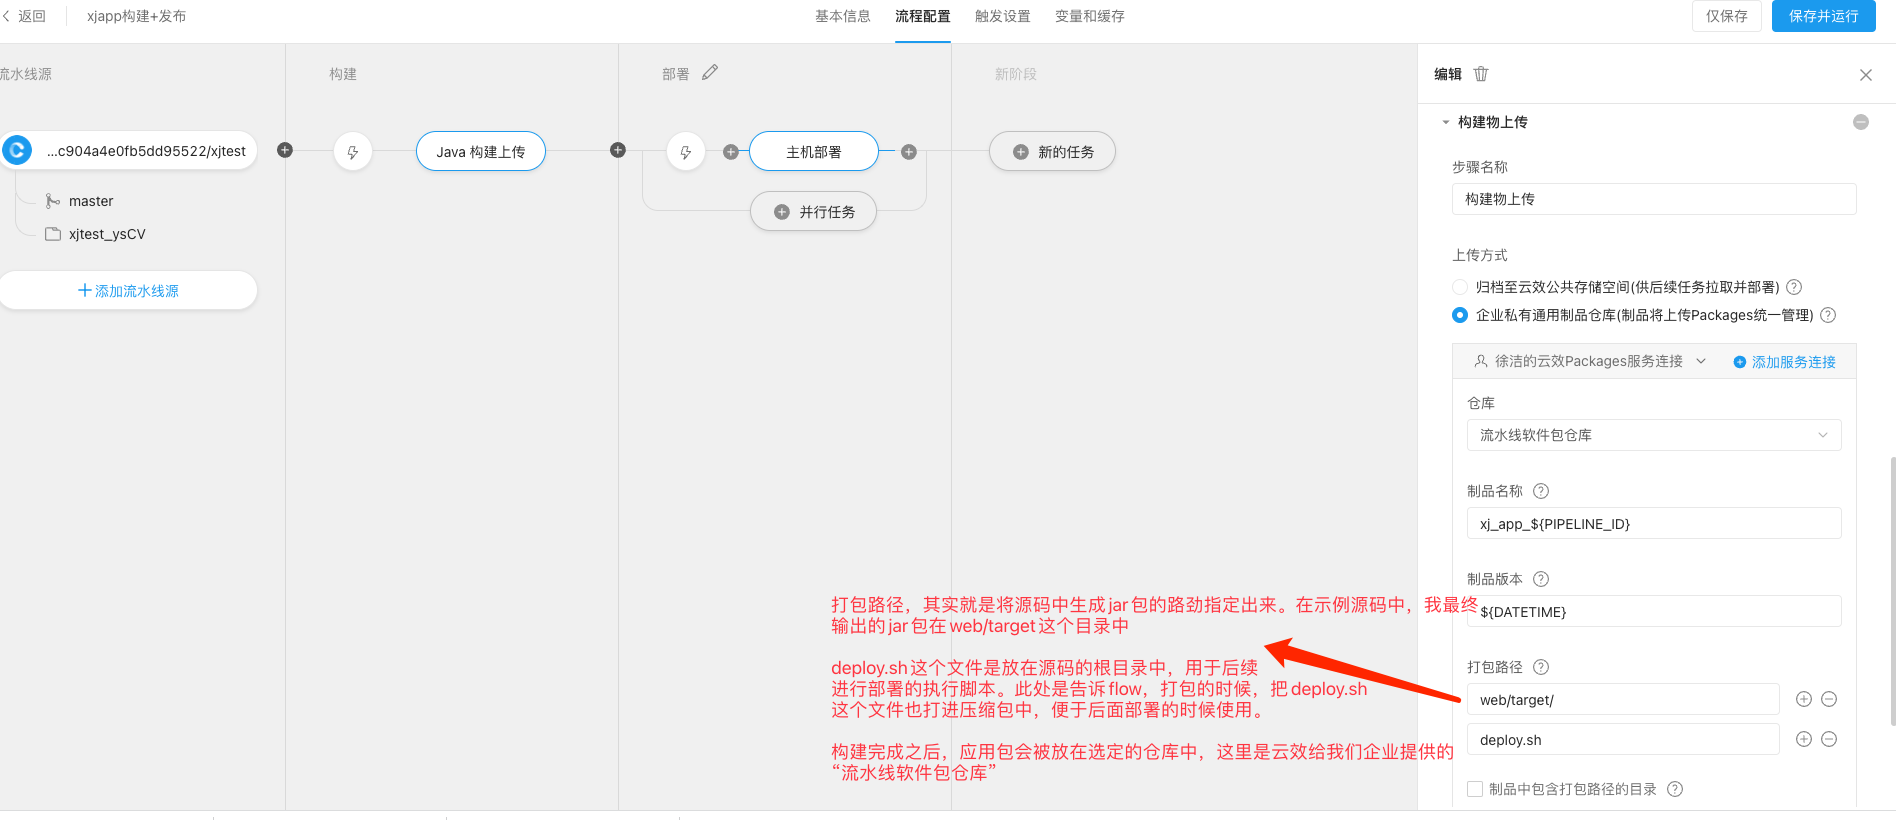 返回
xjapp构建+发布
基本信息
流程配置
触发设置
变量和缓存
仅保存
保存并运行
流水线源
构建
部署
新阶段
...c904a4e0fb5dd95522/xjtest
master
xjtest_ysCV
添加流水线源
Java 构建上传
主机部署
并行任务
新的任务
打包路径，其实就是将源码中生成jar包的路劲指定出来。在示例源码中，我最终
输出的jar包在web/target这个目录中
deploy.sh这个文件是放在源码的根目录中，用于后续
进行部署的执行脚本。此处是告诉flow，打包的时候，把deploy.sh
这个文件也打进压缩包中，便于后面部署的时候使用。
构建完成之后，应用包会被放在选定的仓库中，这里是云效给我们企业提供的
“流水线软件包仓库”
编辑
构建物上传
步骤名称
构建物上传
上传方式
归档至云效公共存储空间(供后续任务拉取并部署)
企业私有通用制品仓库(制品将上传Packages统一管理)
徐洁的云效Packages服务连接
添加服务连接
仓库
流水线软件包仓库
制品名称
xj_app_${PIPELINE_ID}
制品版本
${DATETIME}
打包路径
web/target/
deploy.sh
制品中包含打包路径的目录